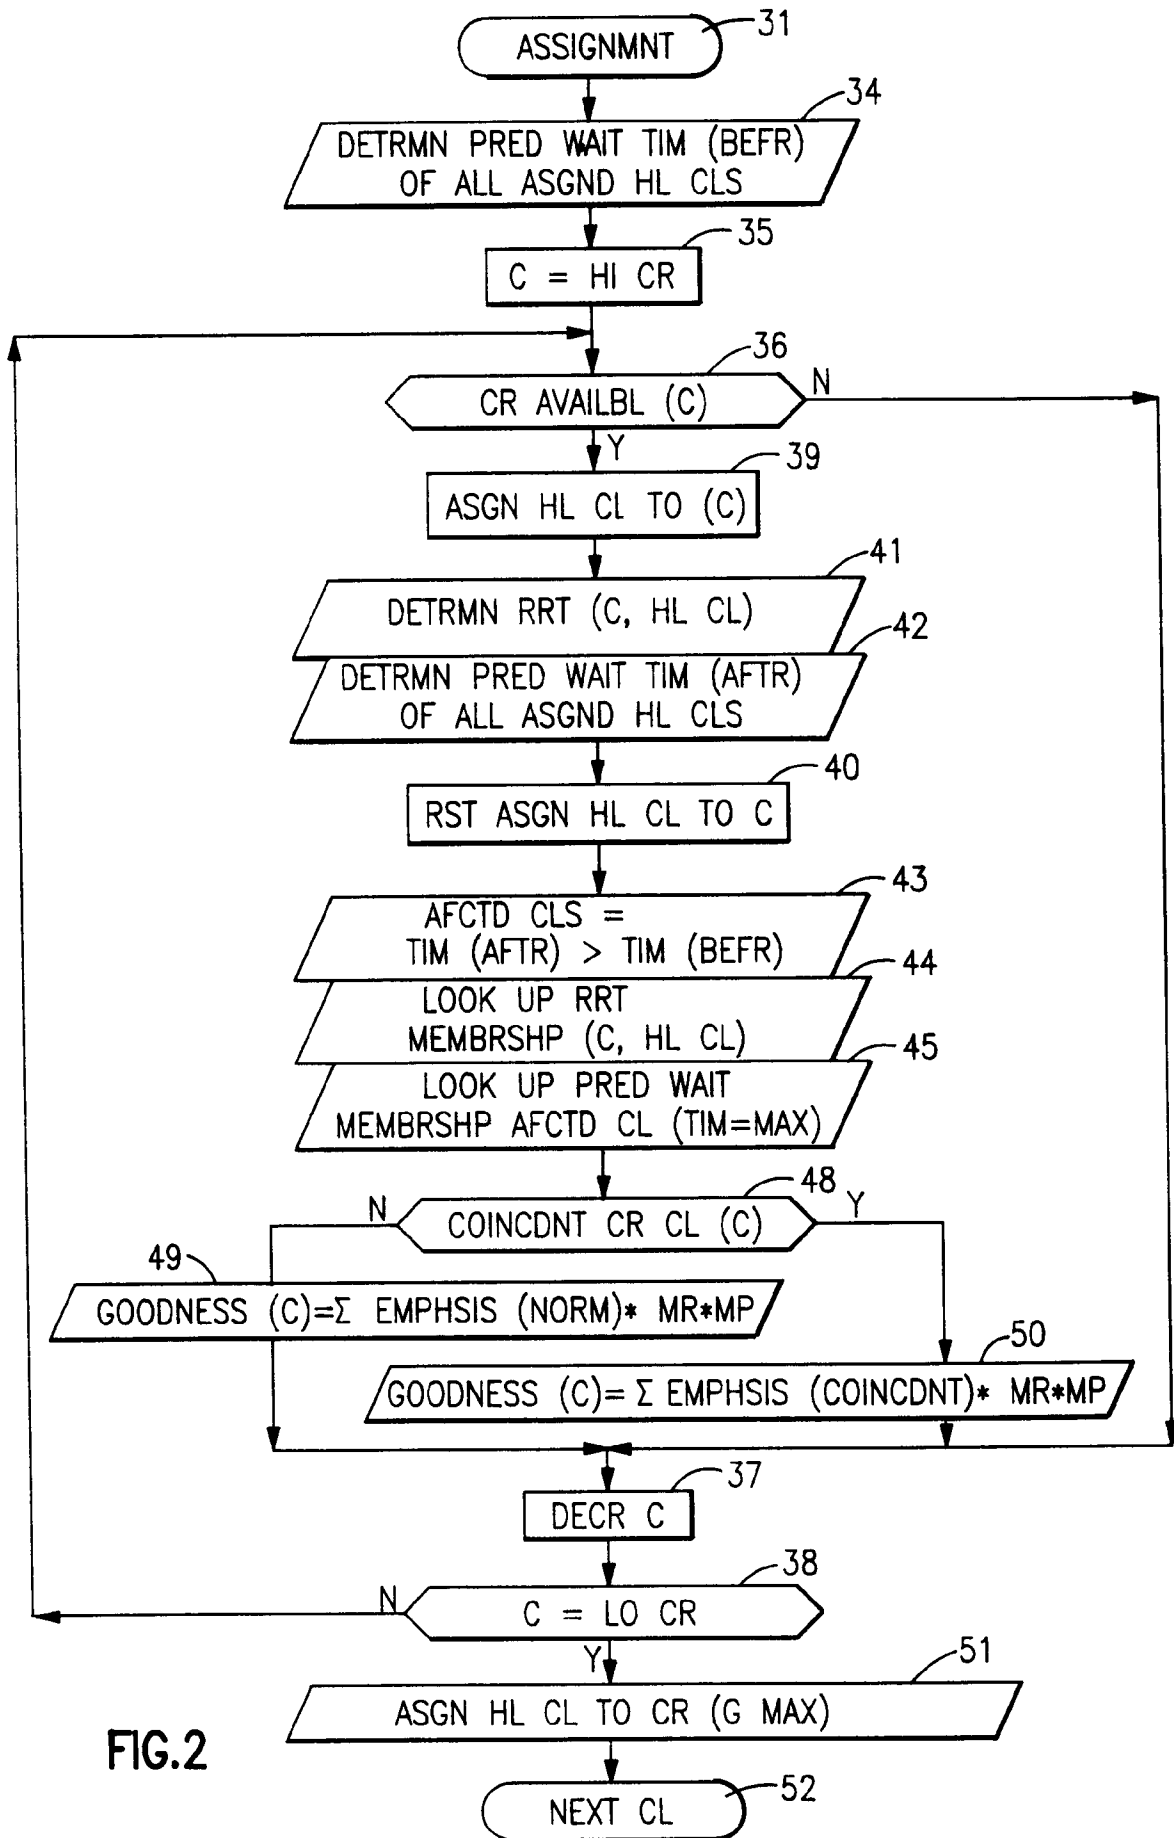 ASSIGNMNT
31
34
DETRMN PRED WAIT TIM (BEFR)
OF ALL ASGND HL CLS
35
C = HI CR
36
CR AVAILBL (C)
N
Y
39
ASGN HL CL TO (C)
41
DETRMN RRT (C, HL CL)
42
DETRMN PRED WAIT TIM (AFTR)
OF ALL ASGND HL CLS
40
RST ASGN HL CL TO C
43
AFCTD CLS =
TIM (AFTR) > TIM (BEFR)
44
LOOK UP RRT
MEMBRSHP (C, HL CL)
45
LOOK UP PRED WAIT
MEMBRSHP AFCTD CL (TIM=MAX)
48
N
COINCDNT CR CL (C)
Y
49
GOODNESS (C)=Σ EMPHSIS (NORM)* MR*MP
50
GOODNESS (C)= Σ EMPHSIS (COINCDNT)* MR*MP
37
DECR C
38
N
C = LO CR
Y
51
ASGN HL CL TO CR (G MAX)
FIG.2
52
NEXT CL